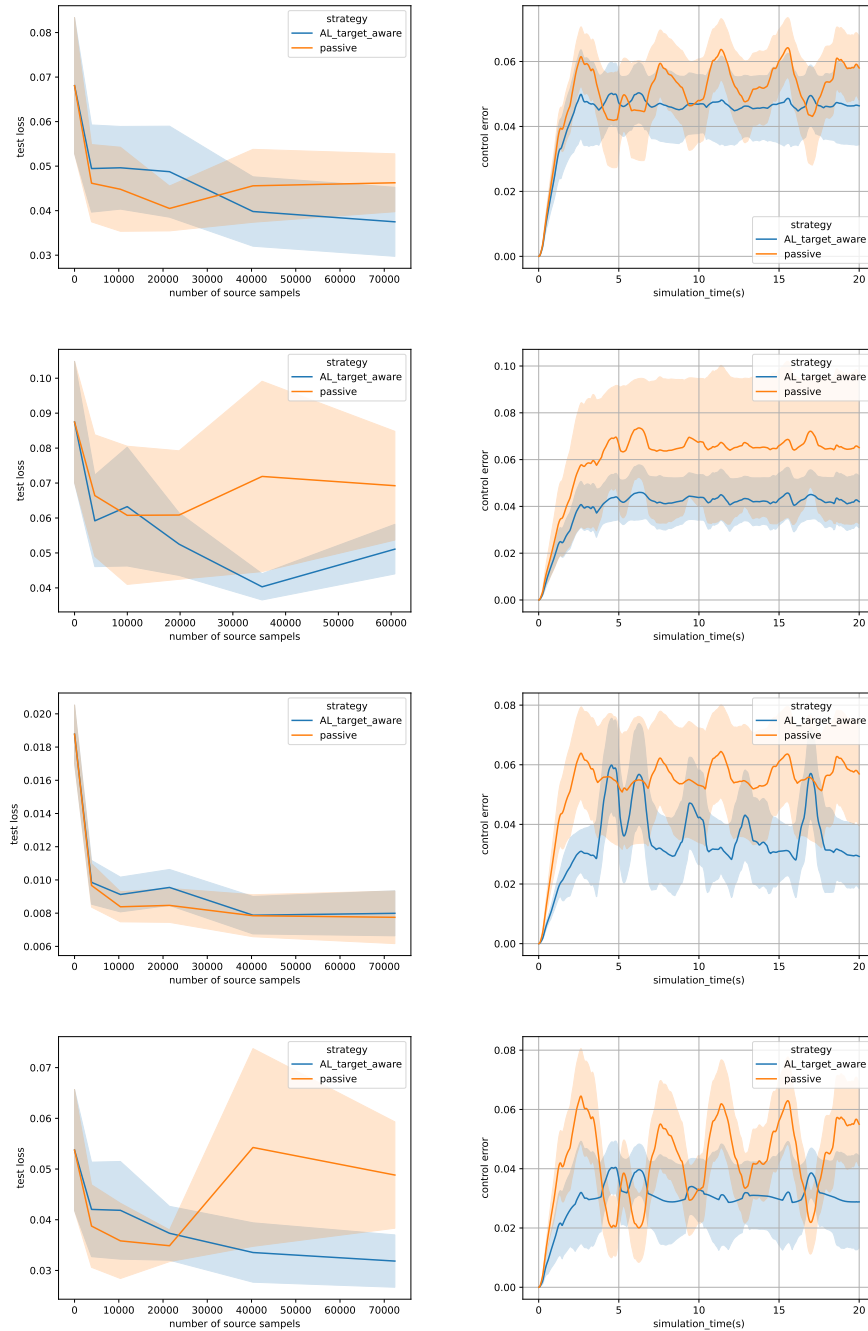 strategy
AL_target_aware
passive
0.08
0.07
0.06
0.05
0.04
0.03
test loss
0 10000 20000 30000 40000 50000 60000 70000
number of source sampels
0.06
0.04
0.02
0.00
control error
strategy
AL_target_aware
passive
0 5 10 15 20
simulation_time(s)
strategy
AL_target_aware
passive
0.10
0.09
0.08
0.07
0.06
0.05
0.04
test loss
0 10000 20000 30000 40000 50000 60000
number of source sampels
strategy
AL_target_aware
passive
0.10
0.08
0.06
0.04
0.02
0.00
control error
0 5 10 15 20
simulation_time(s)
strategy
AL_target_aware
passive
0.020
0.018
0.016
0.014
0.012
0.010
0.008
0.006
test loss
0 10000 20000 30000 40000 50000 60000 70000
number of source sampels
strategy
AL_target_aware
passive
0.08
0.06
0.04
0.02
0.00
control error
0 5 10 15 20
simulation_time(s)
strategy
AL_target_aware
passive
0.07
0.06
0.05
0.04
0.03
test loss
0 10000 20000 30000 40000 50000 60000 70000
number of source sampels
strategy
AL_target_aware
passive
0.08
0.06
0.04
0.02
0.00
control error
0 5 10 15 20
simulation_time(s)